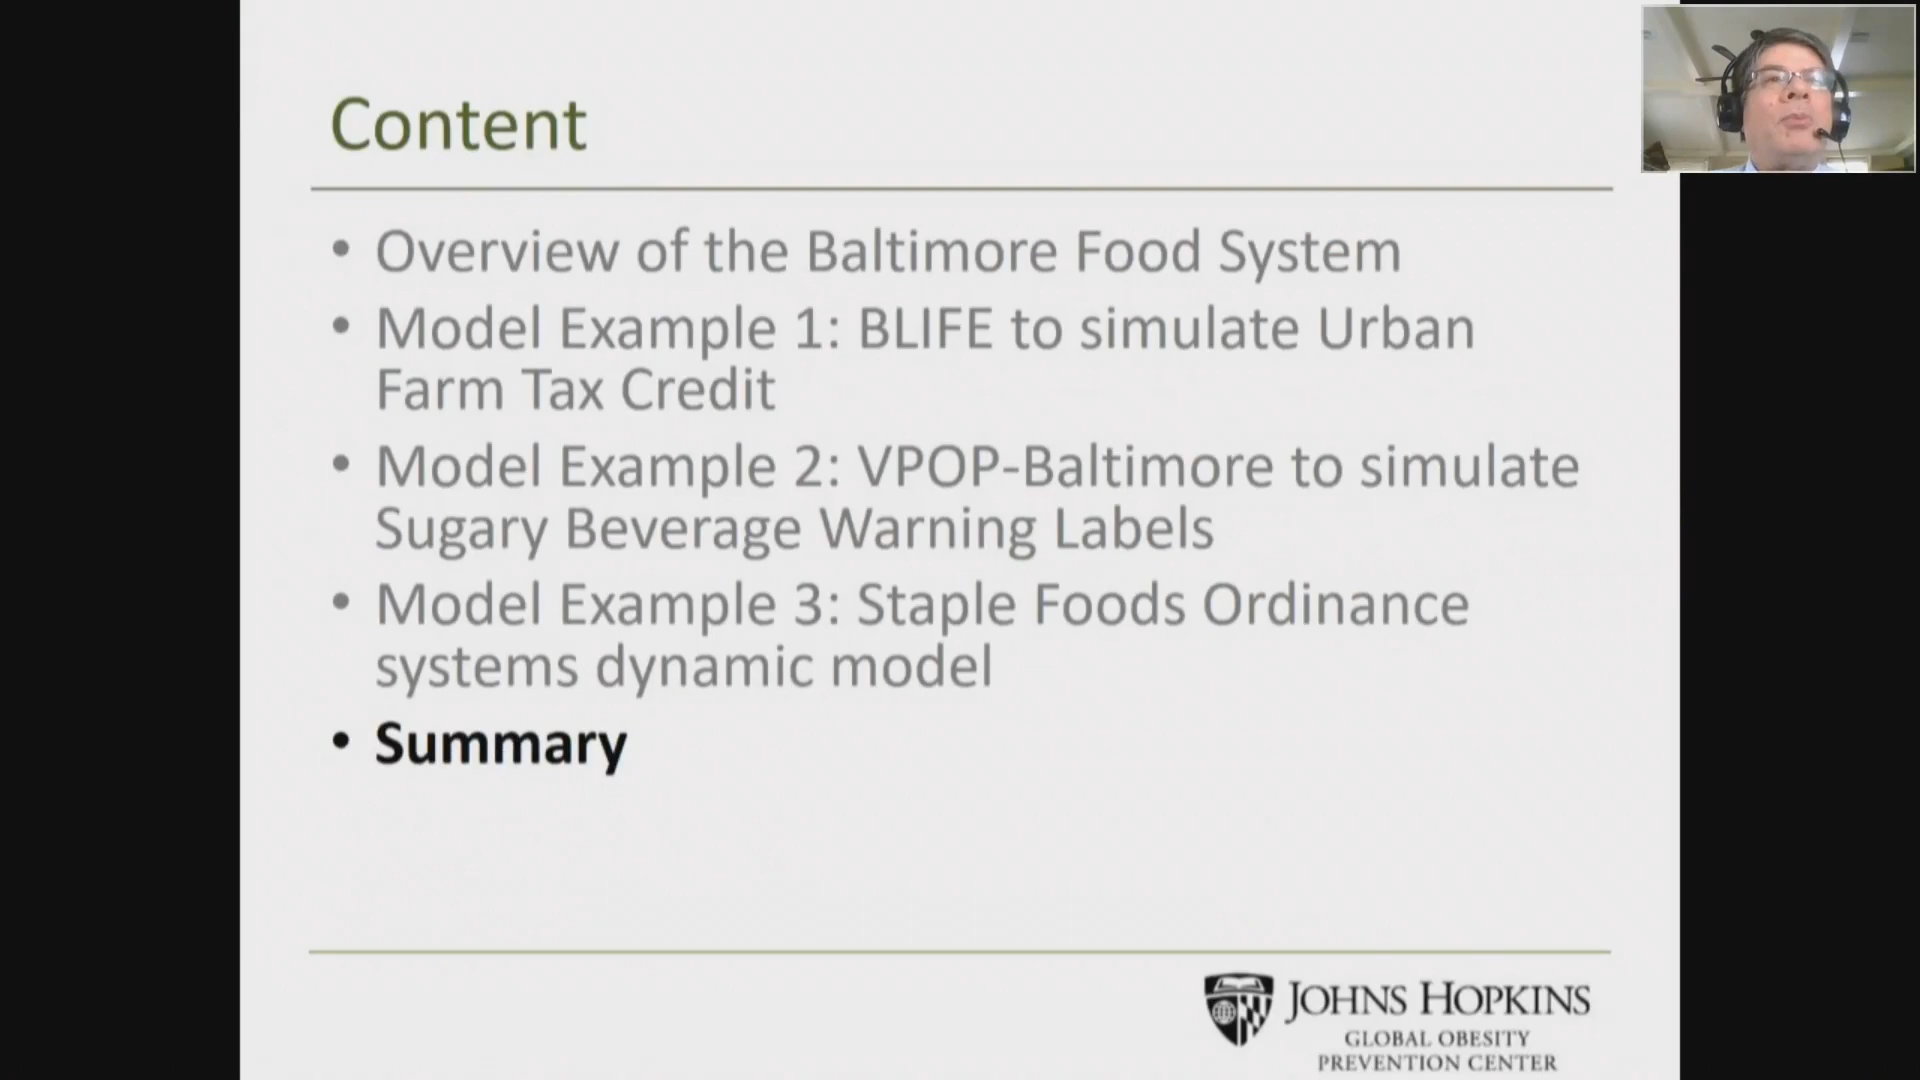 Content
• Overview of the Baltimore Food System
• Model Example 1: BLIFE to simulate Urban
Farm Tax Credit
• Model Example 2: VPOP-Baltimore to simulate
Sugary Beverage Warning Labels
• Model Example 3: Staple Foods Ordinance
systems dynamic model
• Summary
JOHNS HOPKINS
GLOBAL OBESITY
PREVENTION CENTER